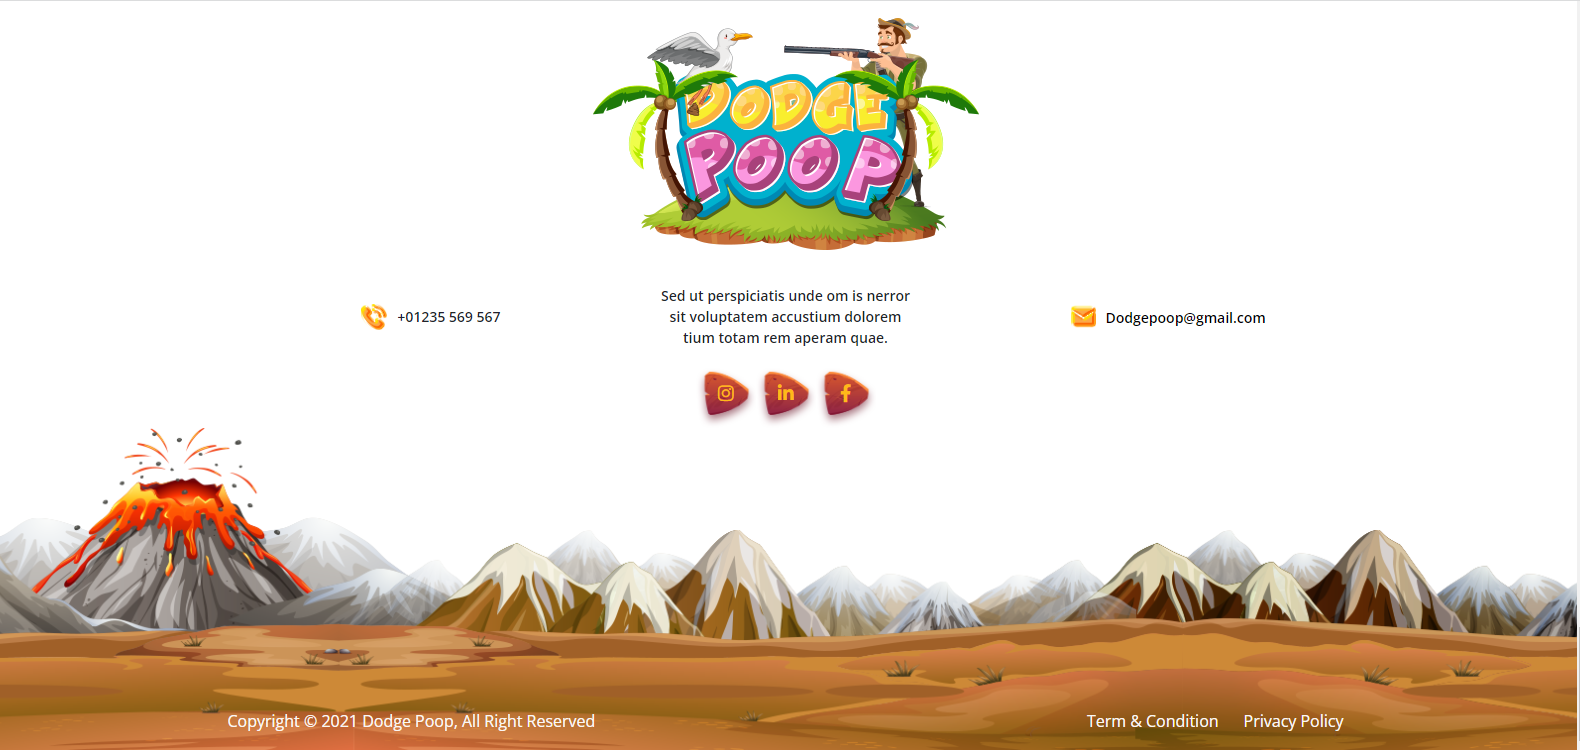 DODGE
POOP
+01235 569 567
Sed ut perspiciatis unde om is nerror
sit voluptatem accustium dolorem
tium totam rem aperam quae.
Dodgepoop@gmail.com
in
f
Copyright © 2021 Dodge Poop, All Right Reserved
Term & Condition
Privacy Policy